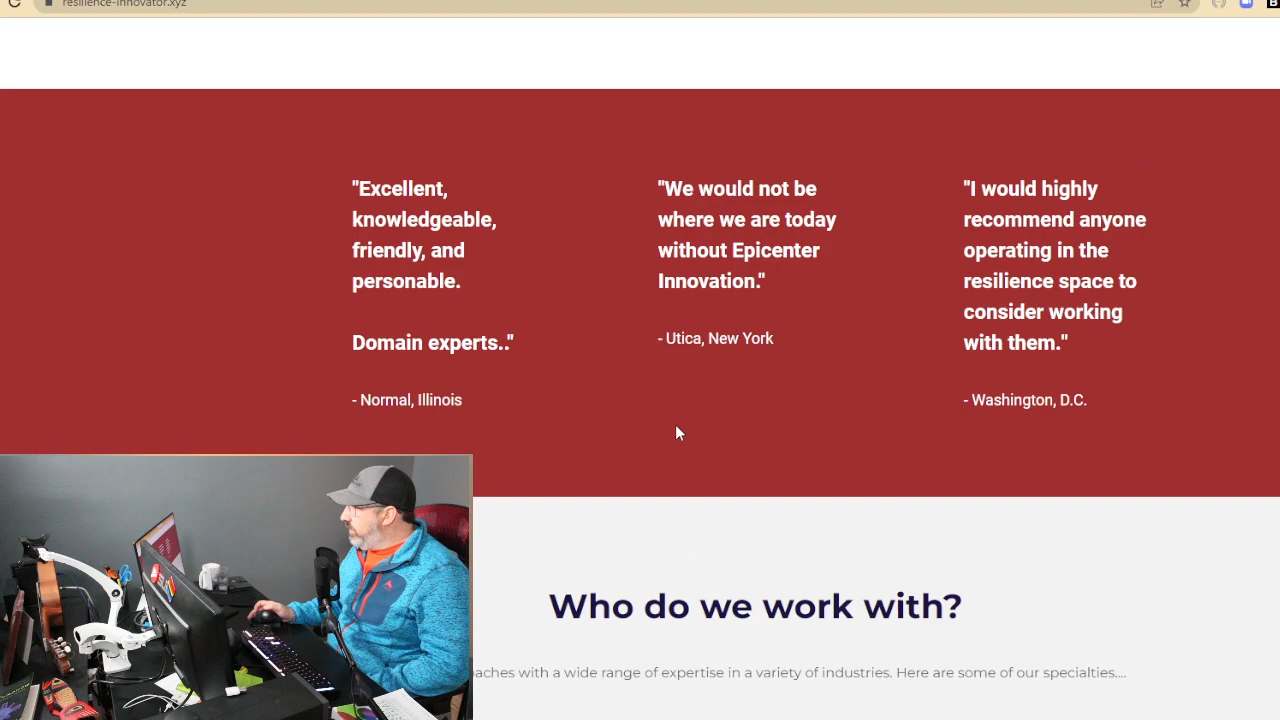 resilience-innovator.xyz
"Excellent,
knowledgeable,
friendly, and
personable.
Domain experts.."
- Normal, Illinois
"We would not be
where we are today
without Epicenter
Innovation."
- Utica, New York
"I would highly
recommend anyone
operating in the
resilience space to
consider working
with them."
- Washington, D.C.
Who do we work with?
with a wide range of expertise in a variety of industries. Here are some of our specialties....